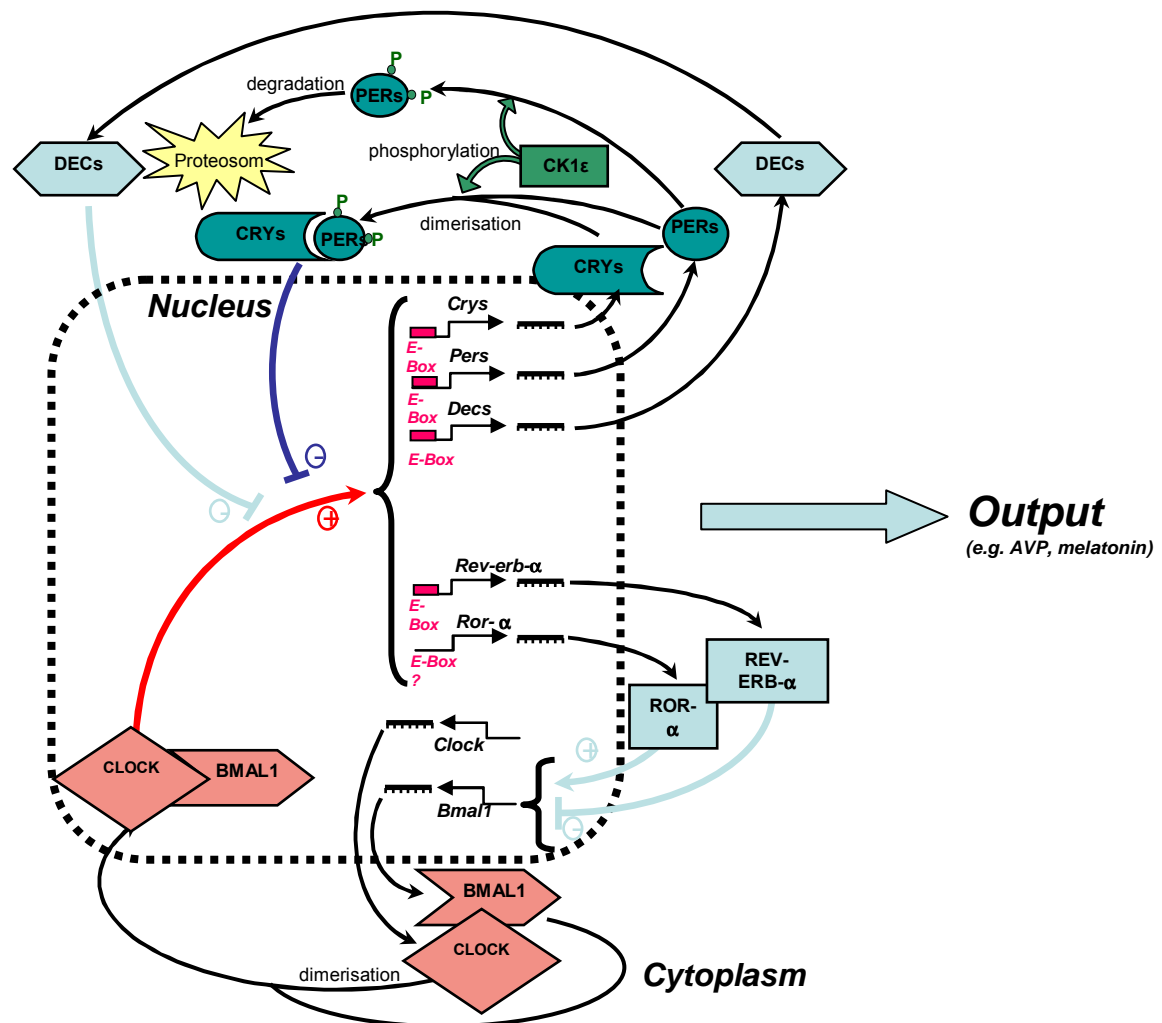 P
degradation
PERs
P
DECs
Proteosom
phosphorylation
CK1ε
DECs
P
dimerisation
CRYs
PERs
P
PERs
CRYs
Nucleus
Crys
E-
Box
Pers
E-
Box
Decs
E-Box
-
-
+
Output
(e.g. AVP, melatonin)
Rev-erb-α
E-
Box
Ror- α
E-Box
?
REV-
ERB-α
ROR-
α
Clock
+
CLOCK
BMAL1
Bmal1
-
BMAL1
CLOCK
dimerisation
Cytoplasm